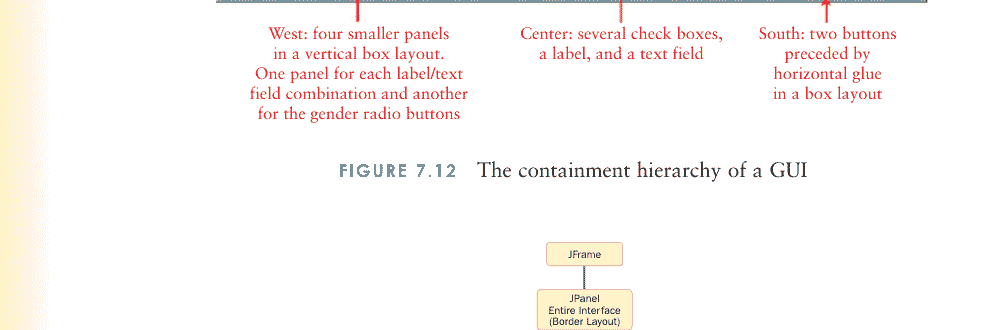 West: four smaller panels
in a vertical box layout.
One panel for each label/text
field combination and another
for the gender radio buttons
Center: several check boxes,
a label, and a text field
South: two buttons
preceded by
horizontal glue
in a box layout
FIGURE 7.12 The containment hierarchy of a GUI
JFrame
JPanel
Entire Interface
(Border Layout)